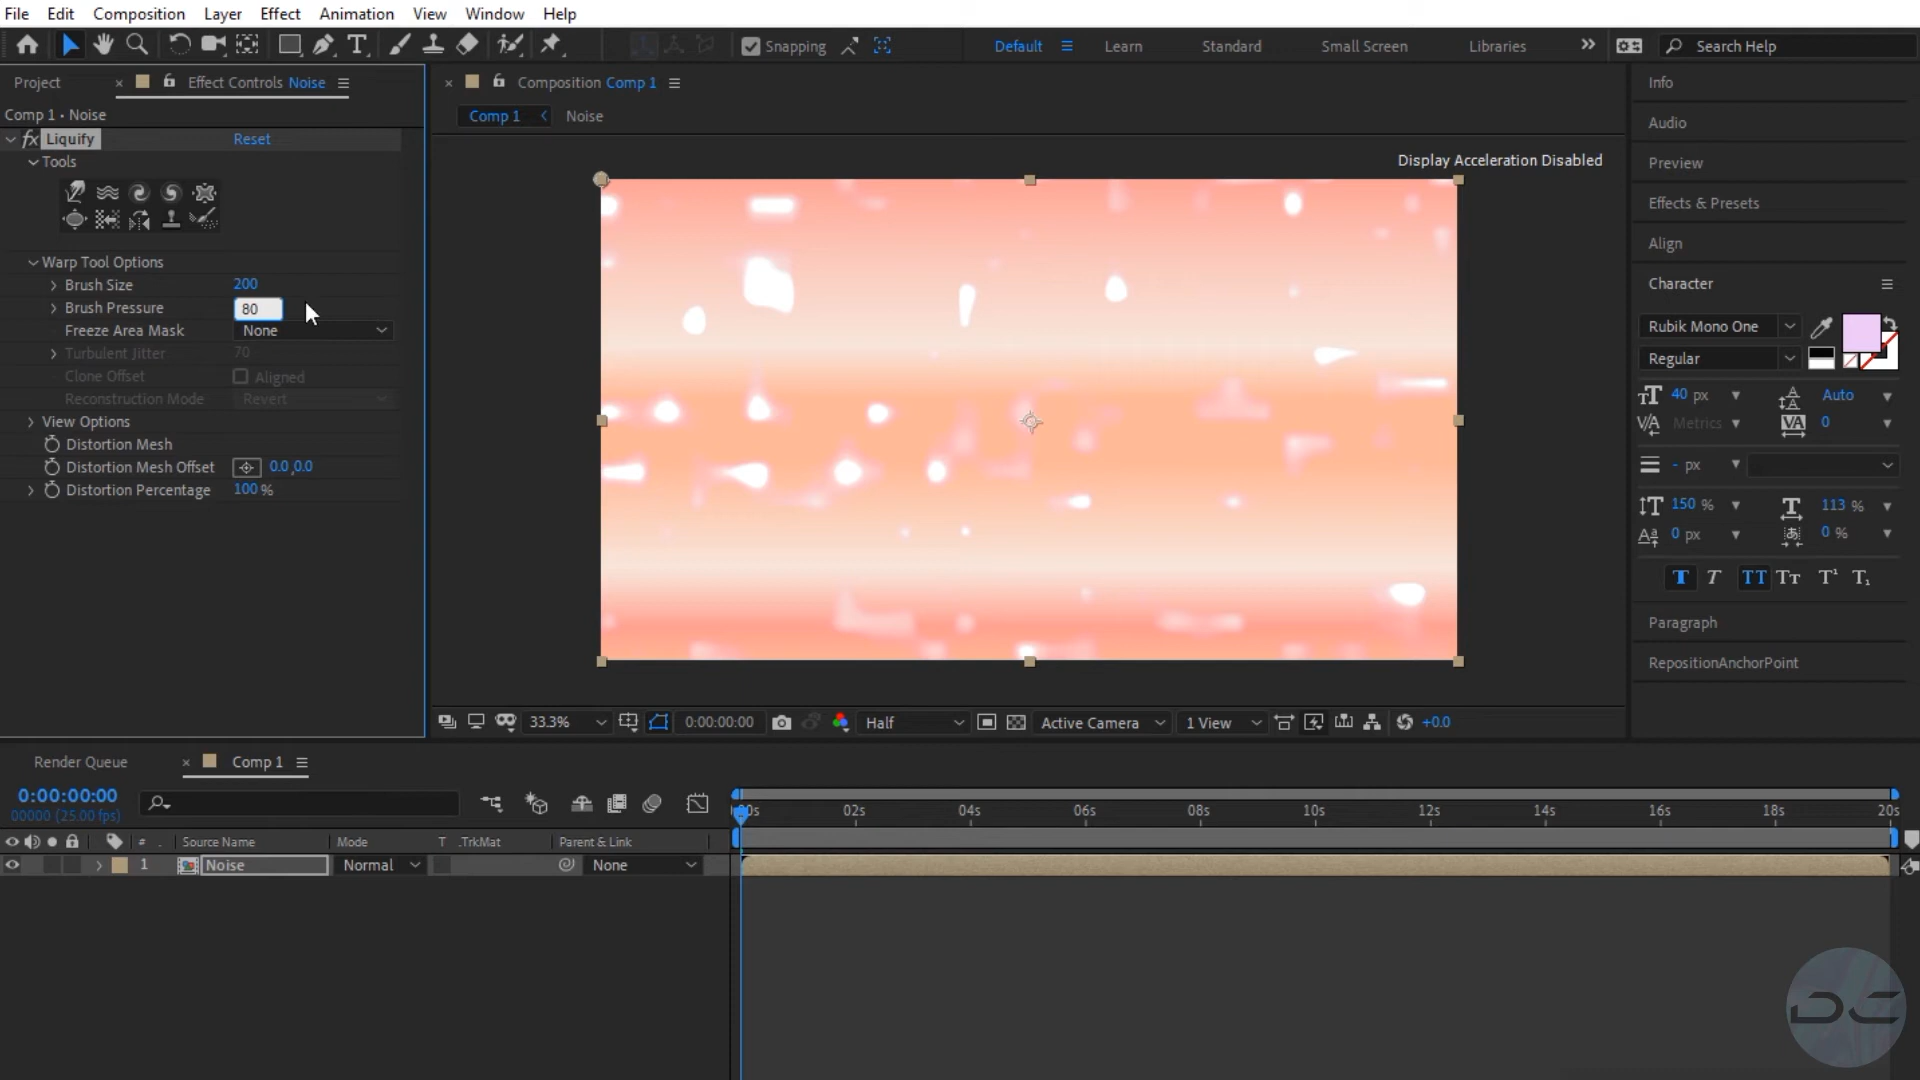 File Edit Composition Layer Effect Animation View Window Help
Snapping Default Learn Standard Small Screen Libraries Search Help
Project Effect Controls Noise
Composition Comp 1
Info
Comp 1 • Noise
Comp 1 Noise
Audio
fx Liquify Reset
Tools
Display Acceleration Disabled
Preview
Effects & Presets
Align
Warp Tool Options
Brush Size 200
Character
Brush Pressure 80
Freeze Area Mask None
Rubik Mono One
Turbulent Jitter 70
Regular
Clone Offset Aligned
Reconstruction Mode Revert
40 px Auto
View Options
Metrics 0
Distortion Mesh
Distortion Mesh Offset 0.0,0.0
- px
Distortion Percentage 100 %
150 % 113 %
0 px 0 %
T T TT Tt T¹ T₁
Paragraph
RepositionAnchorPoint
33.3% 0:00:00:00 Half Active Camera 1 View +0.0
Render Queue Comp 1
0:00:00:00
00000 (25.00 fps)
00s 02s 04s 06s 08s 10s 12s 14s 16s 18s 20s
# . Source Name Mode T .TrkMat Parent & Link
1 Noise Normal None
DC